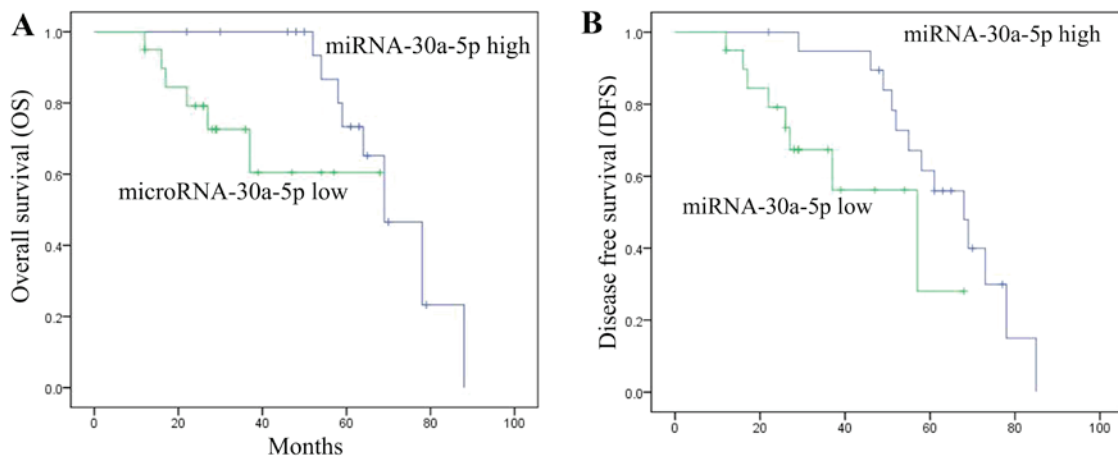 A
miRNA-30a-5p high
microRNA-30a-5p low
Overall survival (OS)
1.0
0.8
0.6
0.4
0.2
0.0
0
20
40
60
80
100
Months
B
miRNA-30a-5p high
miRNA-30a-5p low
Disease free survival (DFS)
1.0
0.8
0.6
0.4
0.2
0.0
0
20
40
60
80
100